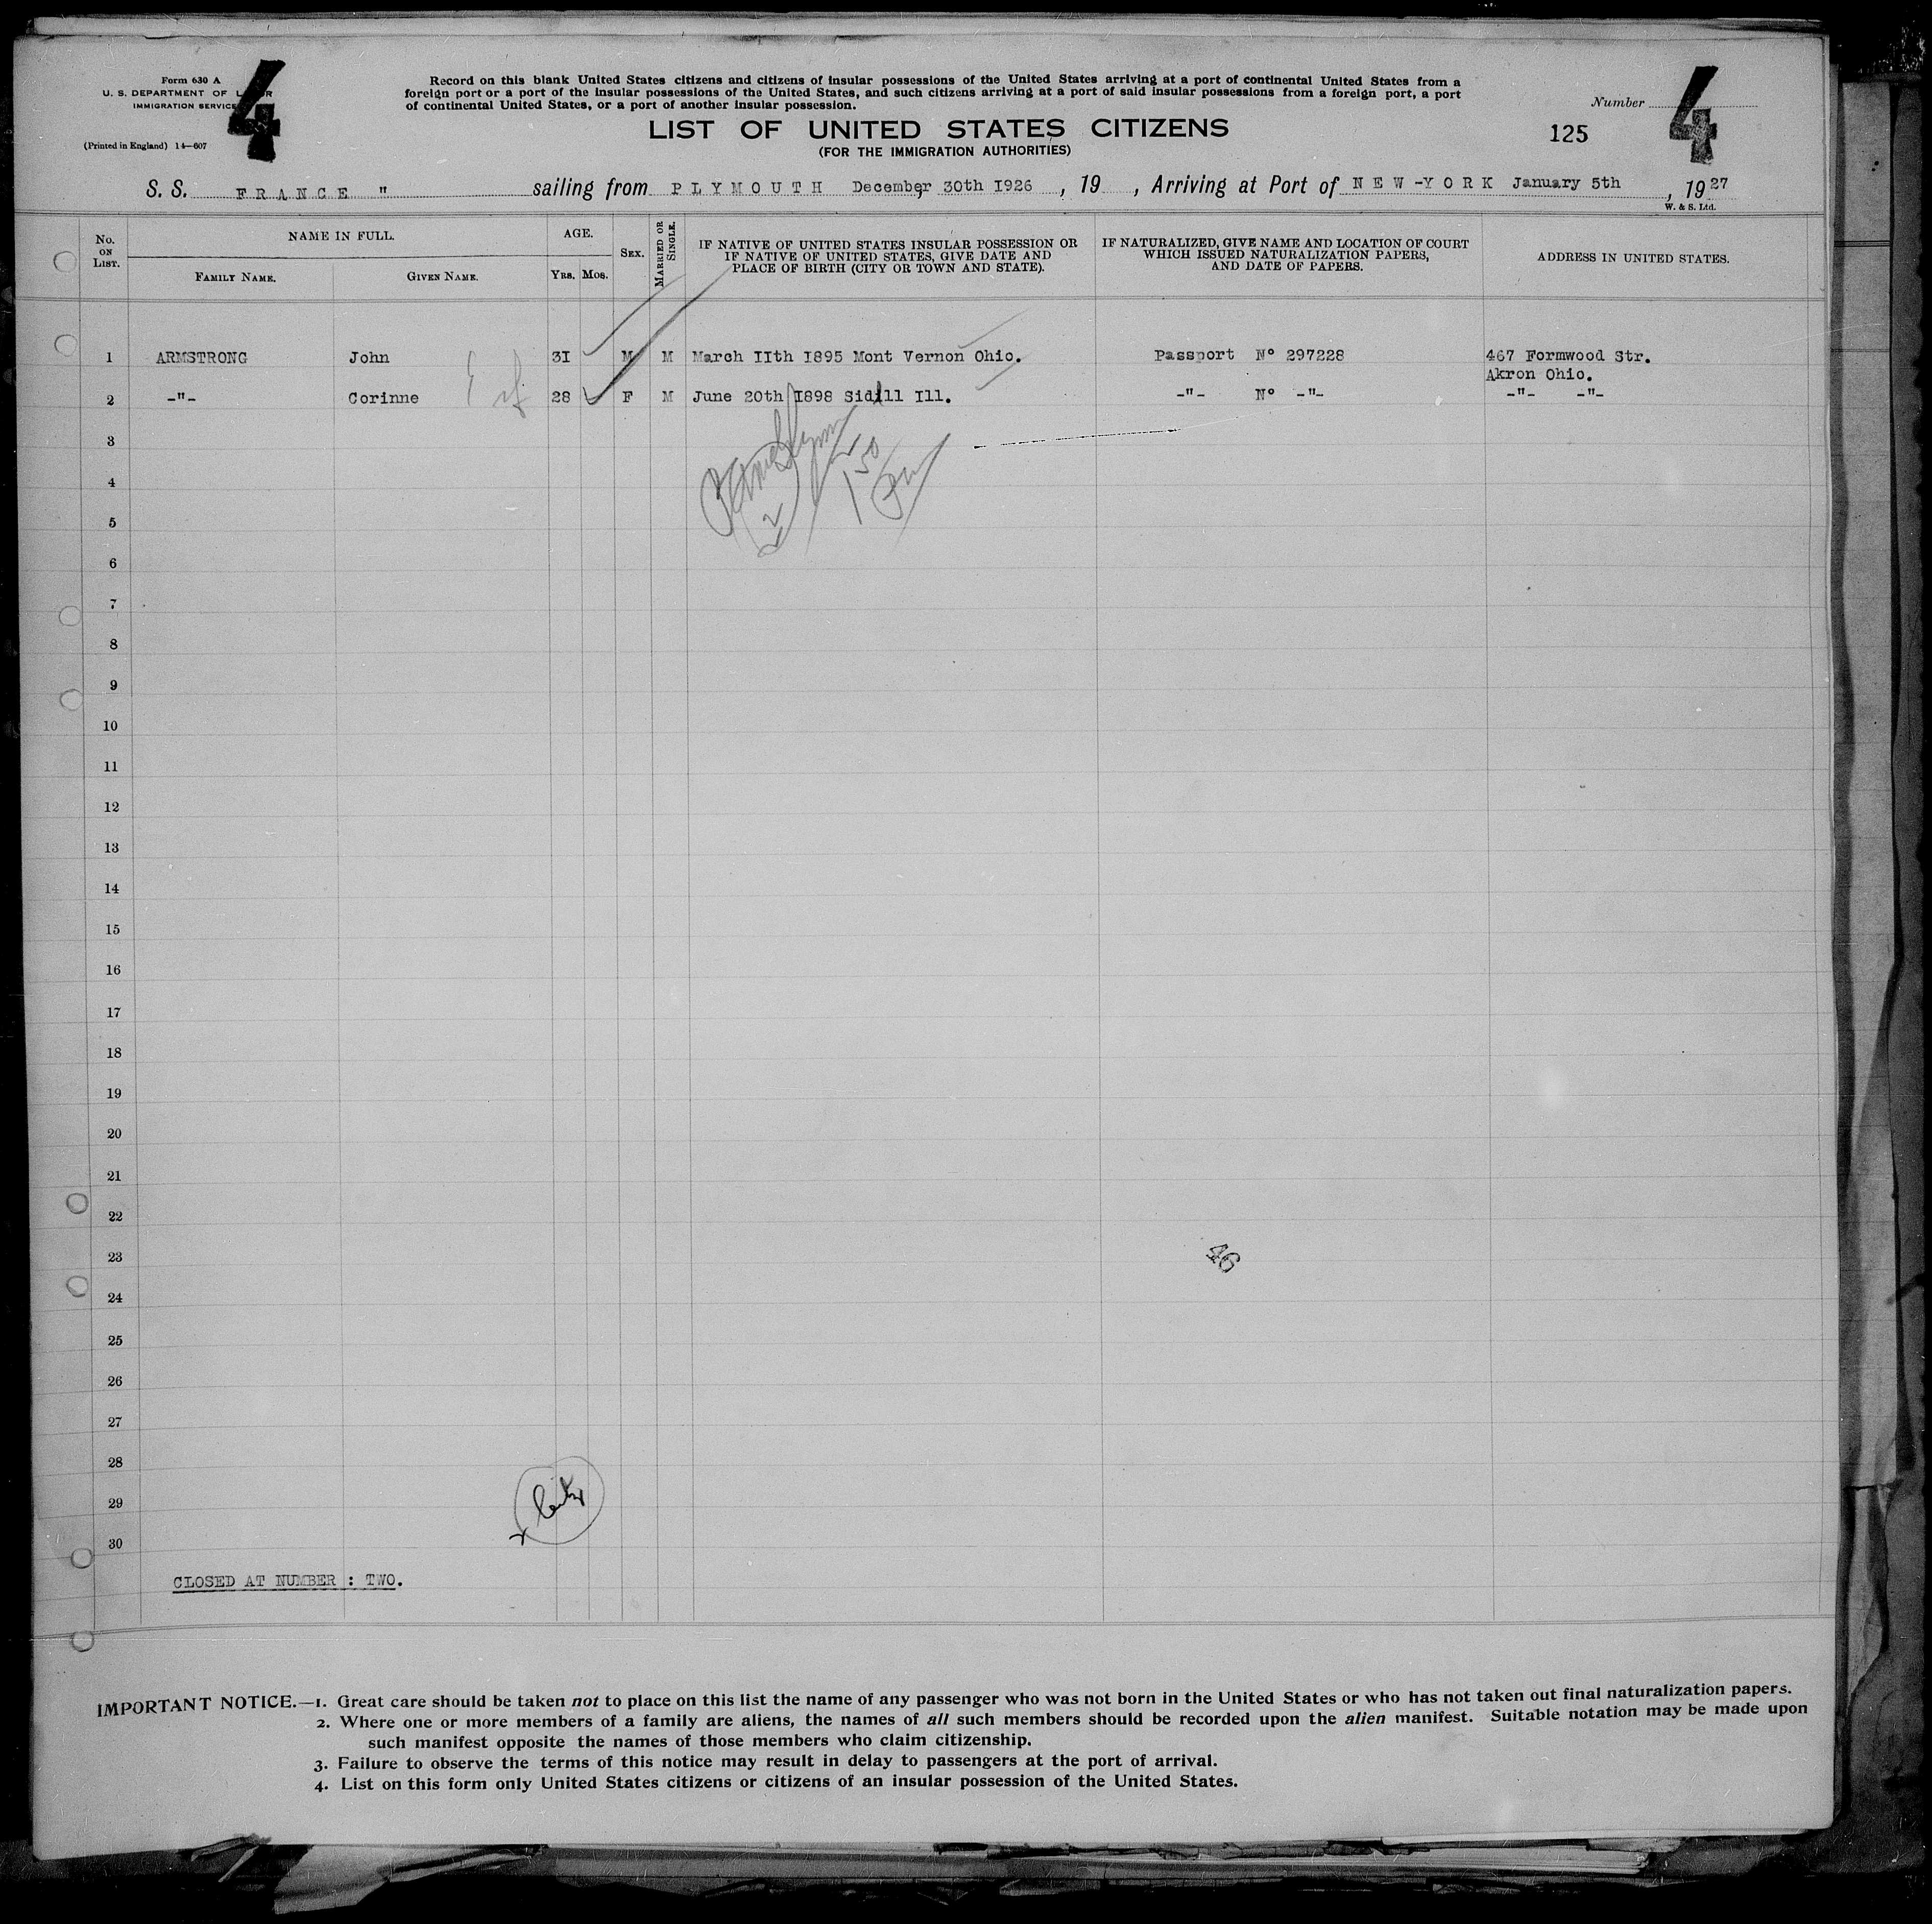 Form 630 A
U. S. DEPARTMENT OF LABOR
IMMIGRATION SERVICE
(Printed in England) 14—607
4
Record on this blank United States citizens and citizens of insular possessions of the United States arriving at a port of continental United States from a
foreign port or a port of the insular possessions of the United States, and such citizens arriving at a port of said insular possessions from a foreign port, a port
of continental United States, or a port of another insular possession.
LIST OF UNITED STATES CITIZENS
(FOR THE IMMIGRATION AUTHORITIES)
Number
4
125
S. S. FRANCE " sailing from PLYMOUTH December, 30th I926, 19 , Arriving at Port of NEW-YORK January 5th, 1927
W. & S. Ltd.
No. ON LIST.
NAME IN FULL.
FAMILY NAME.
GIVEN NAME.
AGE.
YRS. MOS.
SEX.
MARRIED OR SINGLE.
IF NATIVE OF UNITED STATES INSULAR POSSESSION OR
IF NATIVE OF UNITED STATES, GIVE DATE AND
PLACE OF BIRTH (CITY OR TOWN AND STATE).
IF NATURALIZED, GIVE NAME AND LOCATION OF COURT
WHICH ISSUED NATURALIZATION PAPERS,
AND DATE OF PAPERS.
ADDRESS IN UNITED STATES.
1 ARMSTRONG John 3I M M March IIth I895 Mont Vernon Ohio. Passport Nº 297228 467 Formwood Str.
Akron Ohio.
2 -"- Corinne 28 F M June 20th I898 Sidell Ill. -"- Nº -"- -"- -"-
3
4
5
2
150
6
7
8
9
10
11
12
13
14
15
16
17
18
19
20
21
22
23
46
24
25
26
27
28
29
30
CLOSED AT NUMBER : TWO.
IMPORTANT NOTICE.—1. Great care should be taken not to place on this list the name of any passenger who was not born in the United States or who has not taken out final naturalization papers.
2. Where one or more members of a family are aliens, the names of all such members should be recorded upon the alien manifest. Suitable notation may be made upon
such manifest opposite the names of those members who claim citizenship.
3. Failure to observe the terms of this notice may result in delay to passengers at the port of arrival.
4. List on this form only United States citizens or citizens of an insular possession of the United States.